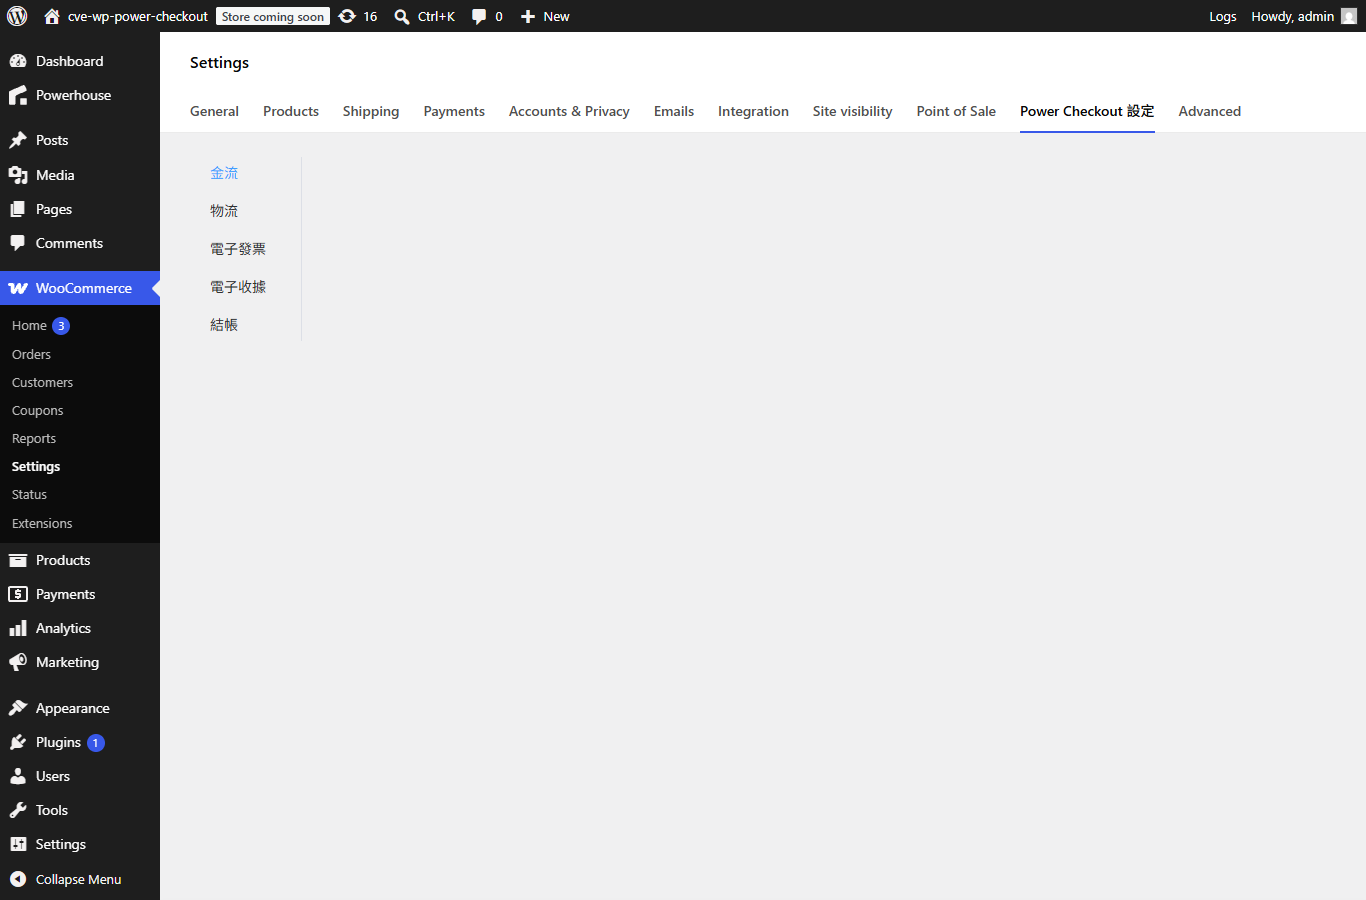 cve-wp-power-checkout Store coming soon 16 Ctrl+K 0 New Logs Howdy, admin
Dashboard
Powerhouse
Posts
Media
Pages
Comments
WooCommerce
Home 3
Orders
Customers
Coupons
Reports
Settings
Status
Extensions
Products
Payments
Analytics
Marketing
Appearance
Plugins 1
Users
Tools
Settings
Collapse Menu
Settings
General Products Shipping Payments Accounts & Privacy Emails Integration Site visibility Point of Sale Power Checkout 設定 Advanced
金流
物流
電子發票
電子收據
結帳